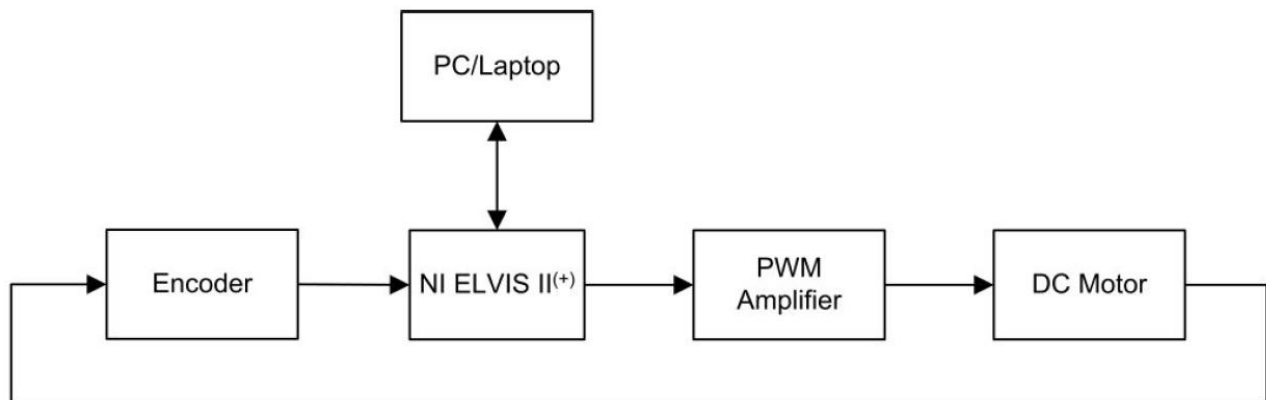 PC/Laptop
Encoder
NI ELVIS II(+)
PWM
Amplifier
DC Motor